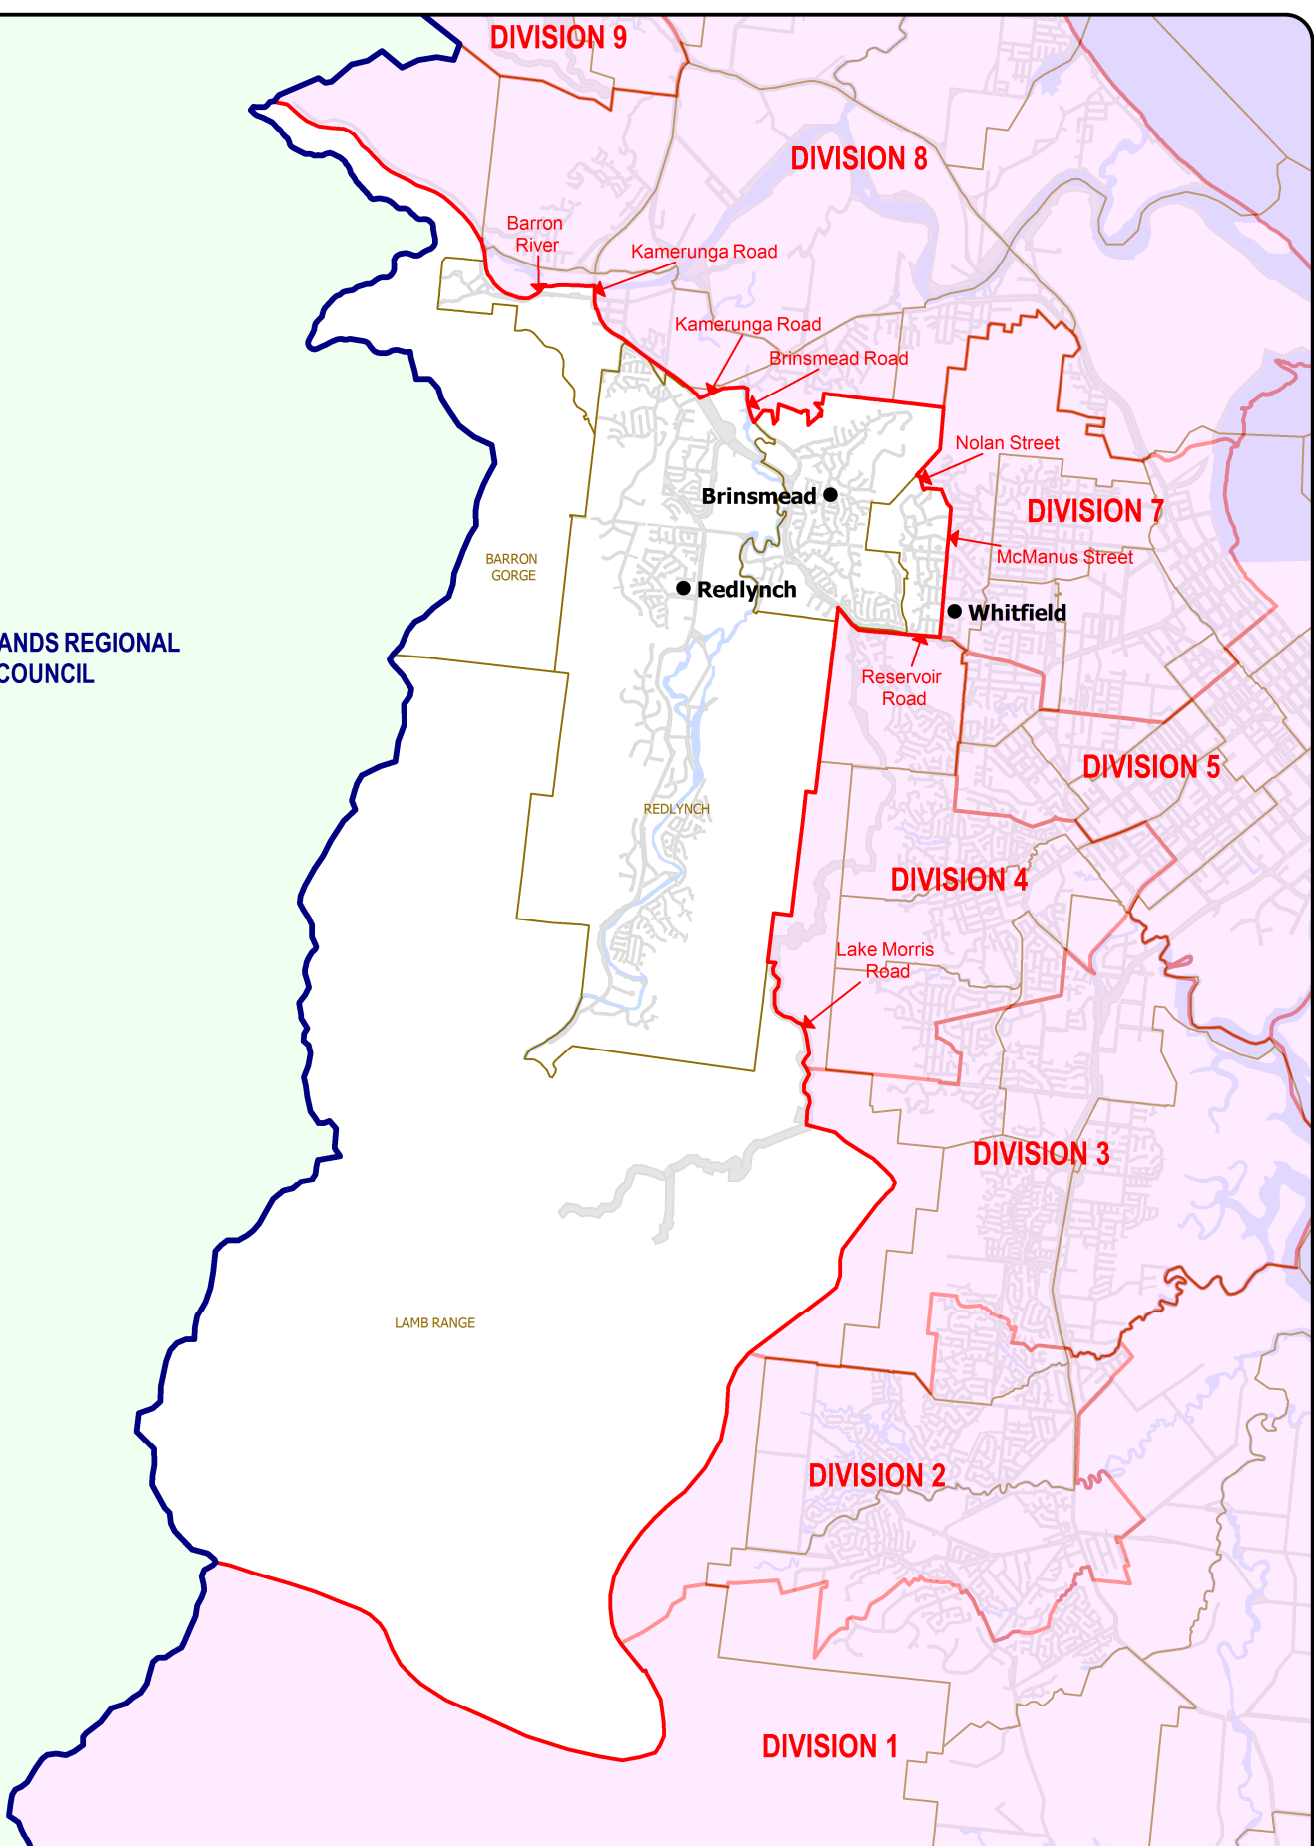 DIVISION 9
DIVISION 8
Barron
River
Kamerunga Road
Kamerunga Road
Brinsmead Road
Nolan Street
Brinsmead
DIVISION 7
McManus Street
BARRON
GORGE
Redlynch
Whitfield
ANDS REGIONAL
COUNCIL
Reservoir
Road
DIVISION 5
REDLYNCH
DIVISION 4
Lake Morris
Road
DIVISION 3
LAMB RANGE
DIVISION 2
DIVISION 1